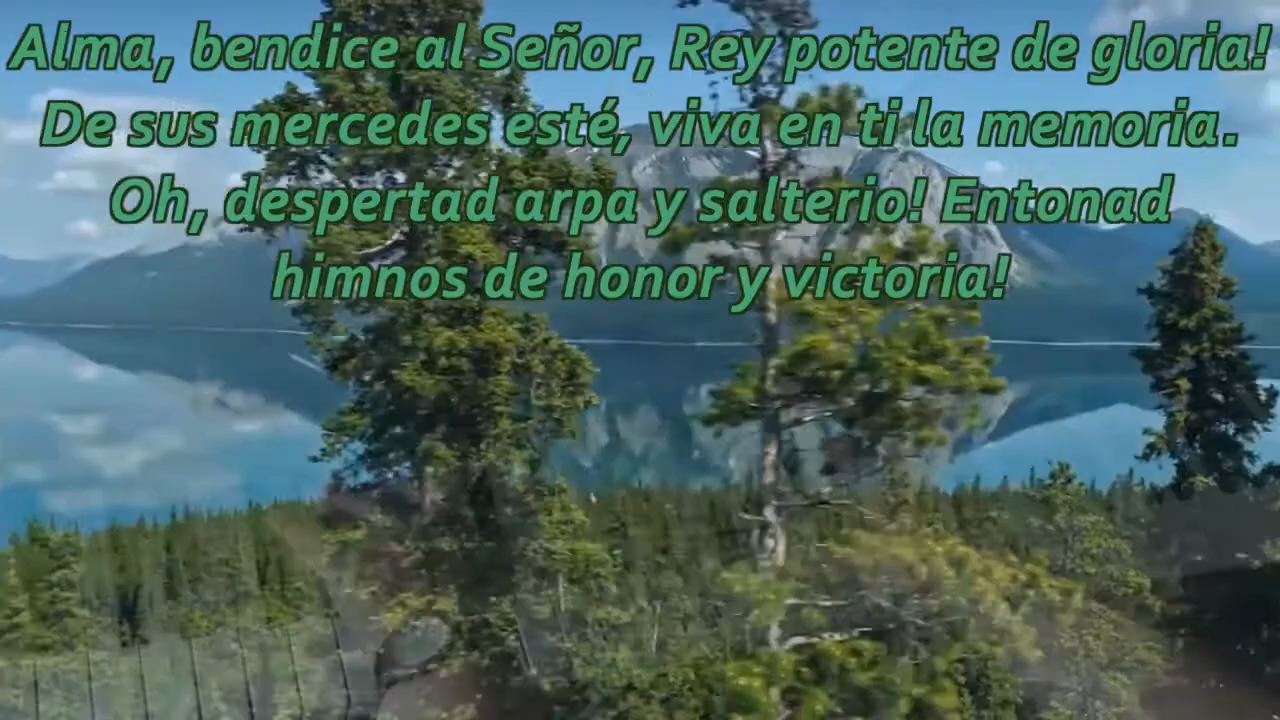 Alma, bendice al Señor, Rey potente de gloria!
De sus mercedes esté, viva en ti la memoria.
Oh, despertad arpa y salterio! Entonad
himnos de honor y victoria!